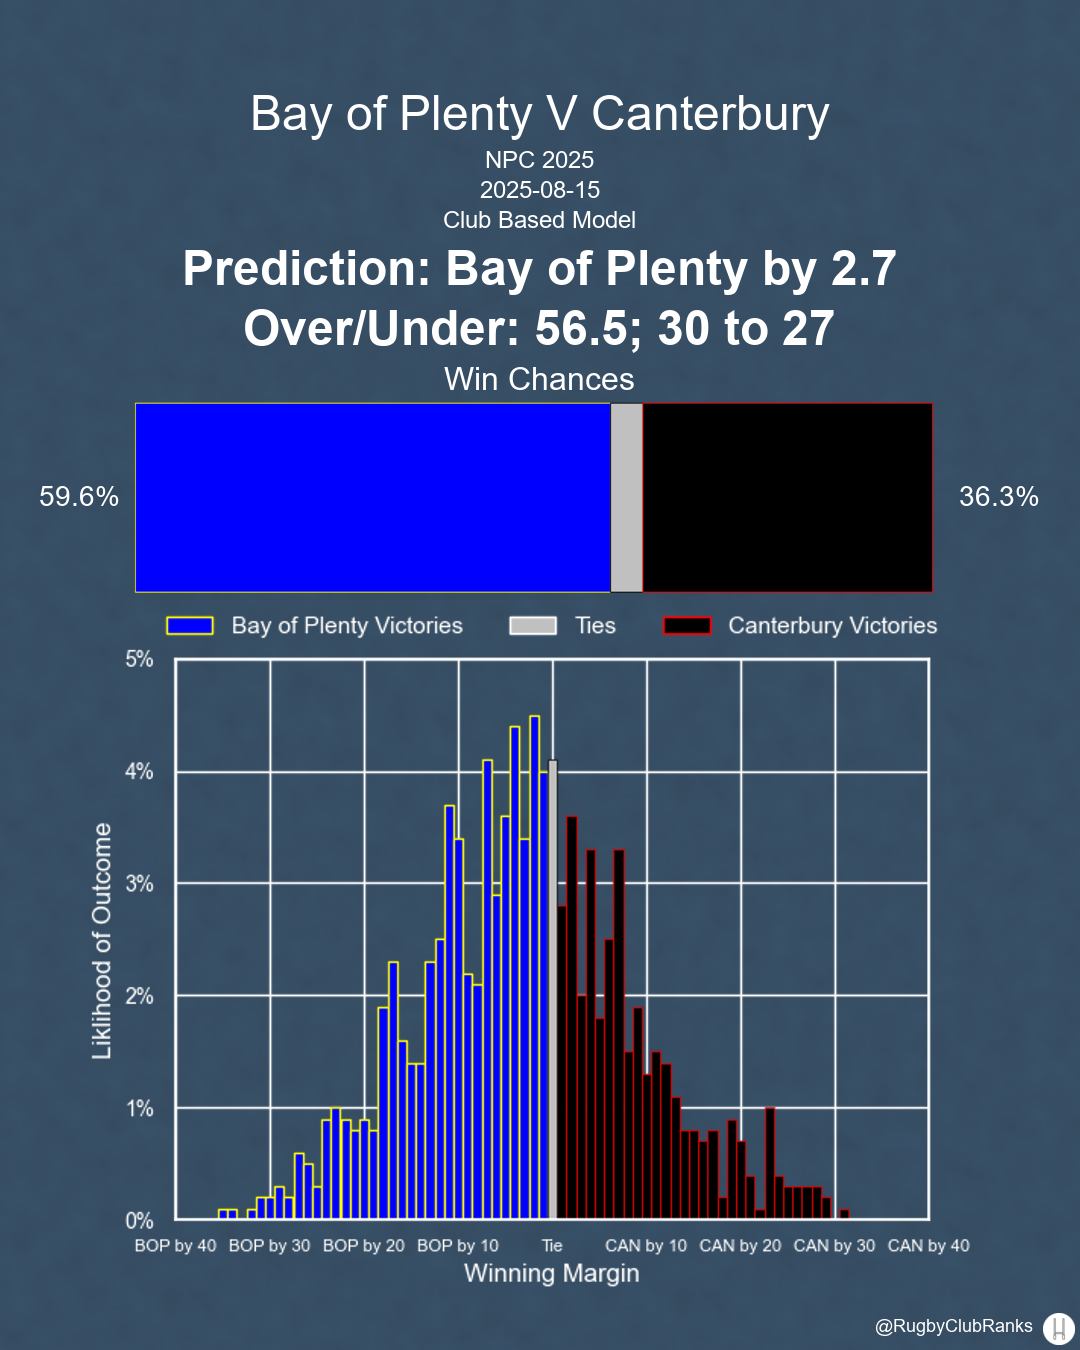 Bay of Plenty V Canterbury
NPC 2025
2025-08-15
Club Based Model
Prediction: Bay of Plenty by 2.7
Over/Under: 56.5; 30 to 27
Win Chances
59.6%
36.3%
Bay of Plenty Victories
Ties
Canterbury Victories
5%
4%
3%
2%
1%
0%
Liklihood of Outcome
BOP by 40
BOP by 30
BOP by 20
BOP by 10
Tie
CAN by 10
CAN by 20
CAN by 30
CAN by 40
Winning Margin
@RugbyClubRanks